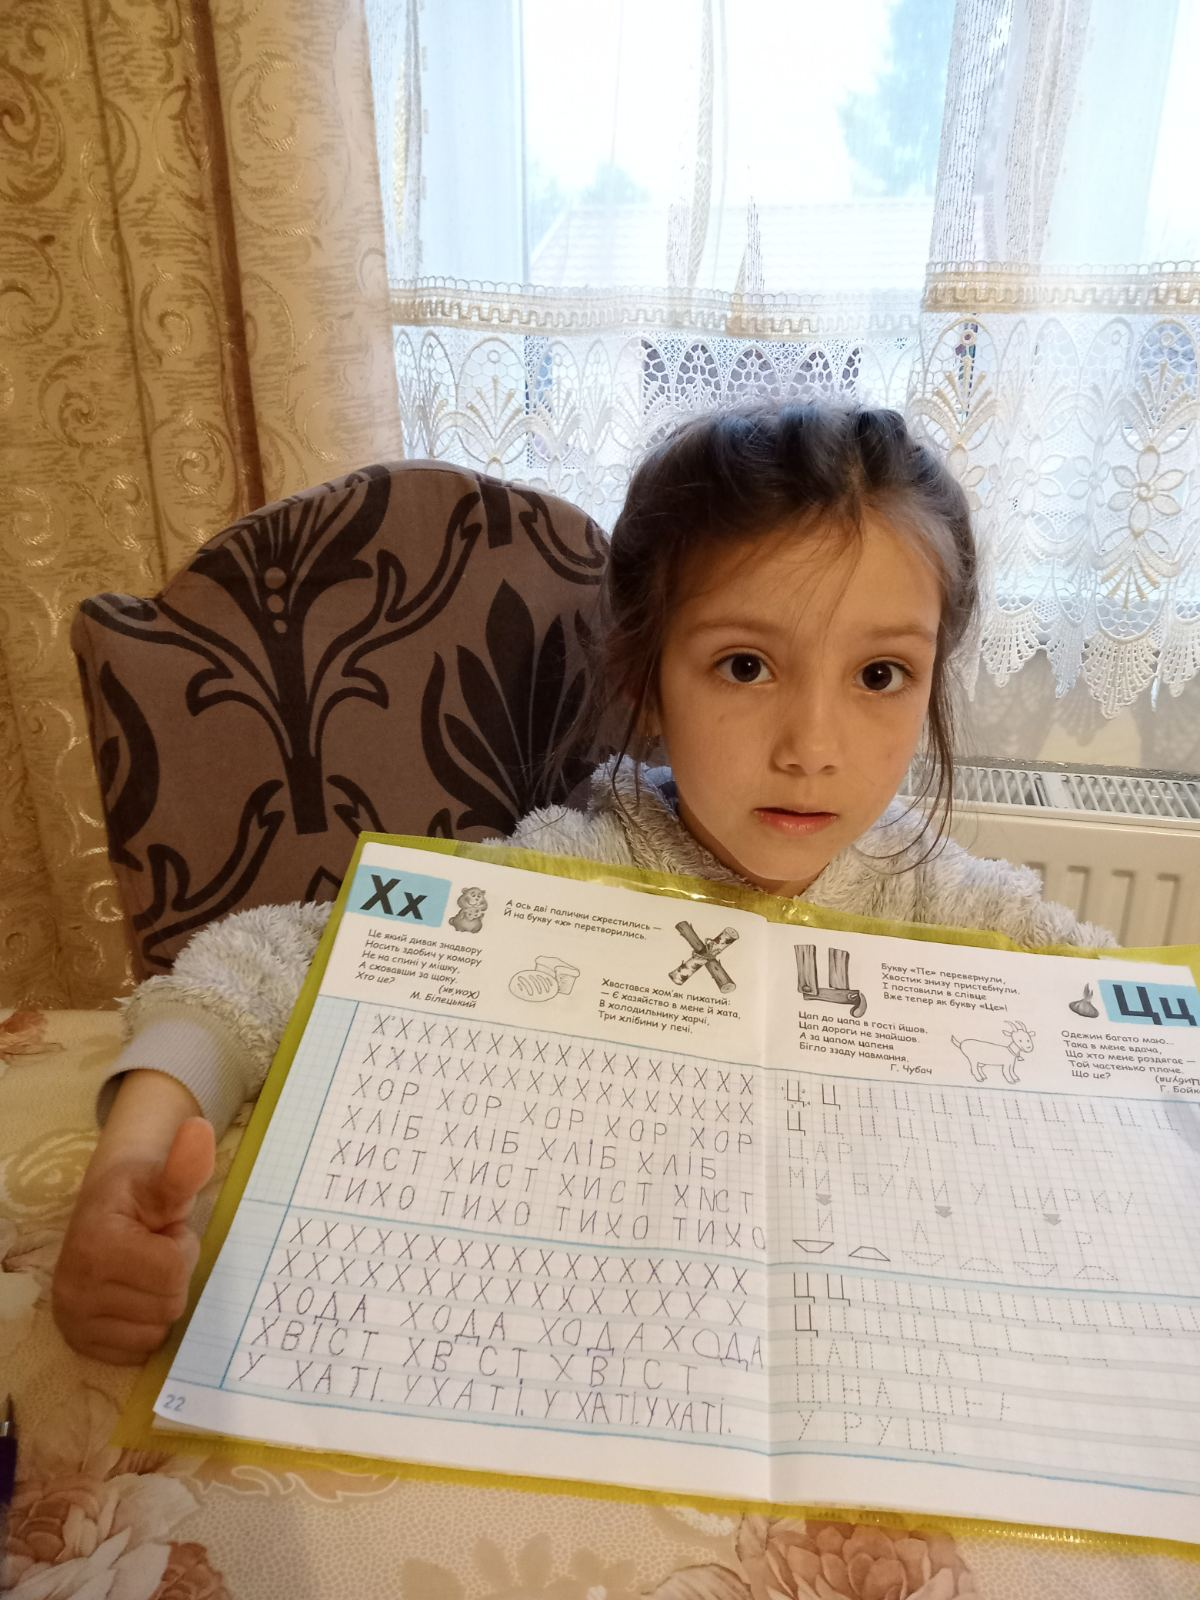 Хх
А ось дві палички схрестились —
Й на букву «х» перетворились.
Це який дивак знадвору
Носить здобич у комору
Не на спині у мішку,
А сховавши за щоку.
Хто це?
(Хом'як)
М. Білецький
Хвастався хом'як пихатий:
— Є хазяйство в мене й хата,
В холодильнику харчі,
Три хлібини у печі.
Х Х Х Х Х Х Х Х Х Х Х Х Х Х Х Х
Х Х Х Х Х Х Х Х Х Х Х Х Х Х Х Х
ХОР ХОР ХОР ХОР ХОР
ХЛІБ ХЛІБ ХЛІБ ХЛІБ
ХИСТ ХИСТ ХИСТ ХИСТ
ТИХО ТИХО ТИХО ТИХО
Х Х Х Х Х Х Х Х Х Х Х Х Х Х Х Х
Х Х Х Х Х Х Х Х Х Х Х Х Х Х Х
ХОДА ХОДА ХОДА ХОДА
ХВІСТ ХВ СТ ХВІСТ
У ХАТІ. У ХАТІ. У ХАТІ. У ХАТІ.
22
Букву «Пе» перевернули,
Хвостик знизу пристебнули.
І поставили в слівце
Вже тепер як букву «Це»!
Цап до цапа в гості йшов.
Цап дороги не знайшов.
А за цапом цапеня
Бігло ззаду навмання.
Г. Чубач
Цц
Одежин багато маю...
Така в мене вдача,
Що хто мене роздягає —
Той частенько плаче.
Що це?
Г. Бойк
Ц Ц Ц Ц Ц Ц Ц Ц Ц Ц Ц Ц
Ц Ц Ц Ц Ц Ц Ц
ЦАР
МИ БУЛИ У ЦИРКУ
И А Ц Р
Ц Ц Ц Ц Ц Ц Ц Ц Ц Ц Ц Ц
Ц Ц Ц Ц Ц Ц
ЦАП ЦАП
ЦІНА
У РУЦІ